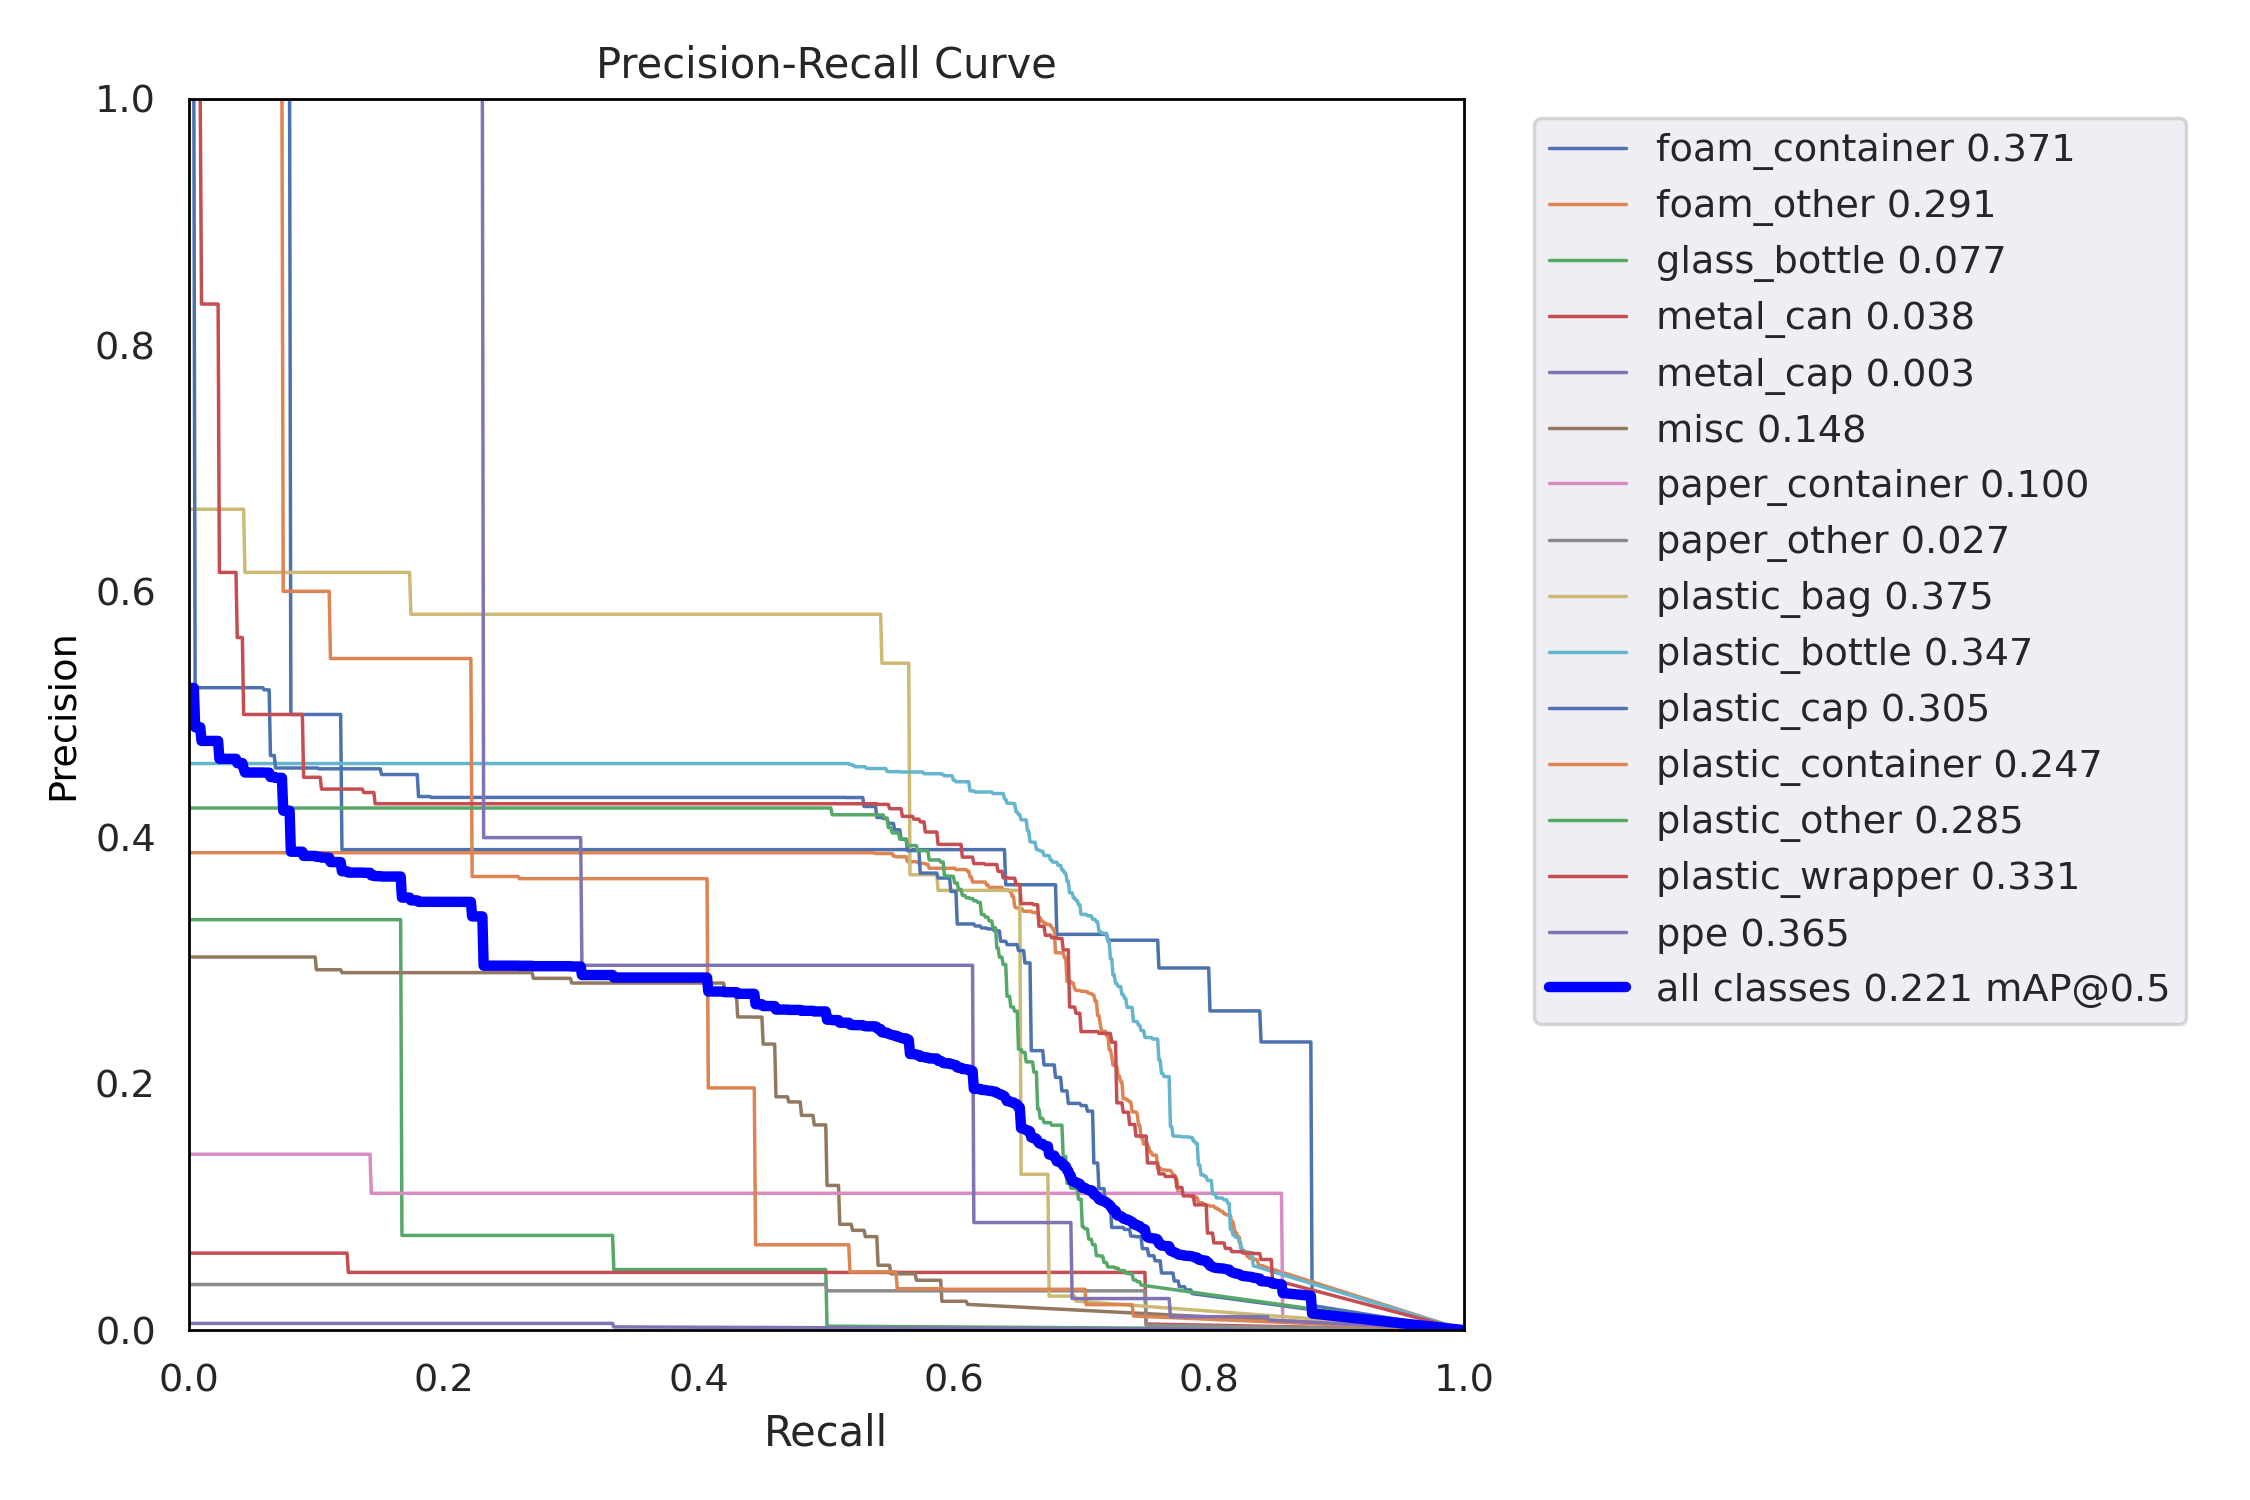 Precision-Recall Curve
1.0
0.8
0.6
0.4
0.2
0.0
Precision
0.0 0.2 0.4 0.6 0.8 1.0
Recall
foam_container 0.371
foam_other 0.291
glass_bottle 0.077
metal_can 0.038
metal_cap 0.003
misc 0.148
paper_container 0.100
paper_other 0.027
plastic_bag 0.375
plastic_bottle 0.347
plastic_cap 0.305
plastic_container 0.247
plastic_other 0.285
plastic_wrapper 0.331
ppe 0.365
all classes 0.221 mAP@0.5